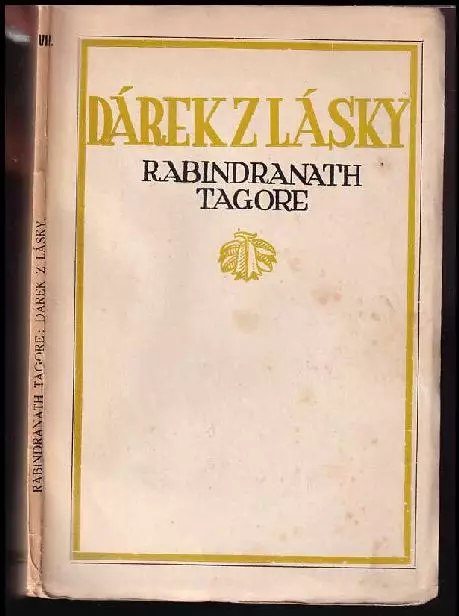 DÁREK Z LÁSKY
RABINDRANATH
TAGORE
VII.
RABINDRANATH TAGORE: DÁREK Z LÁSKY.